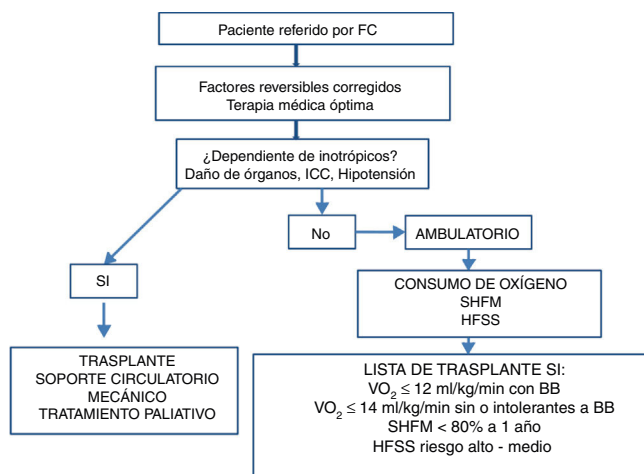 Paciente referido por FC
Factores reversibles corregidos
Terapia médica óptima
¿Dependiente de inotrópicos?
Daño de órganos, ICC, Hipotensión
No
AMBULATORIO
SI
CONSUMO DE OXÍGENO
SHFM
HFSS
TRASPLANTE
SOPORTE CIRCULATORIO
MECÁNICO
TRATAMIENTO PALIATIVO
LISTA DE TRASPLANTE SI:
VO₂ ≤ 12 ml/kg/min con BB
VO₂ ≤ 14 ml/kg/min sin o intolerantes a BB
SHFM < 80% a 1 año
HFSS riesgo alto - medio